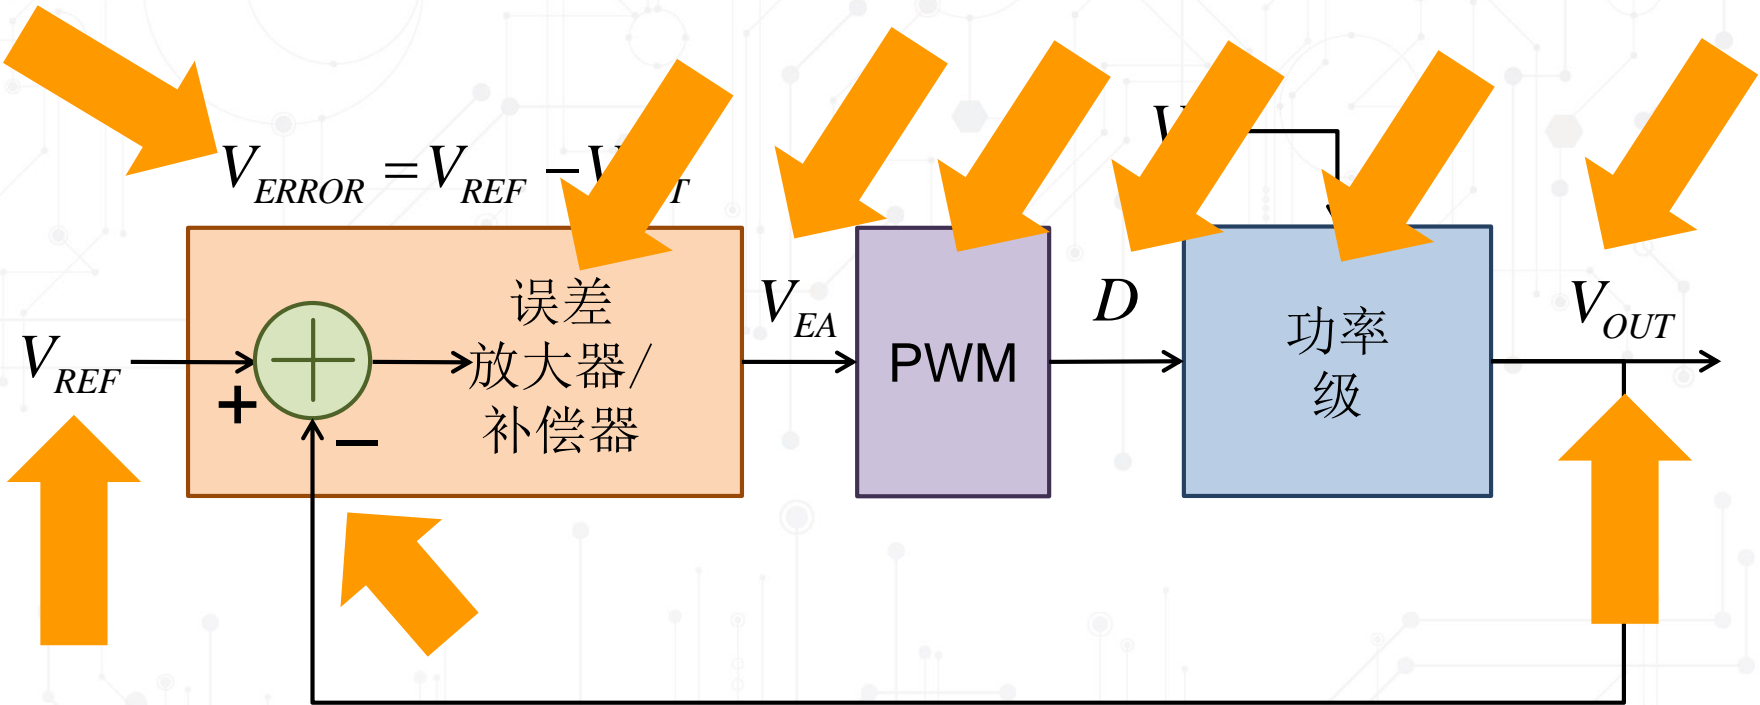 V_ERROR = V_REF −
V_REF
+
−
误差
放大器/
补偿器
V_EA
PWM
D
功率
级
V_OUT